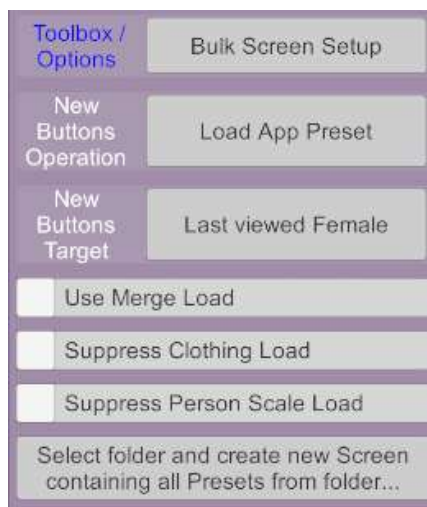 Toolbox /
Options
Bulk Screen Setup
New
Buttons
Operation
Load App Preset
New
Buttons
Target
Last viewed Female
Use Merge Load
Suppress Clothing Load
Suppress Person Scale Load
Select folder and create new Screen
containing all Presets from folder...